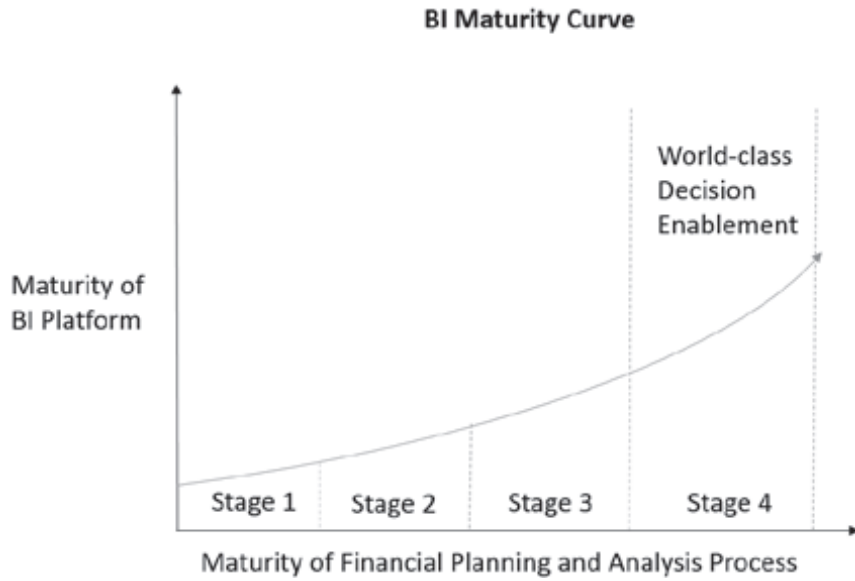 BI Maturity Curve
World-class
Decision
Enablement
Maturity of
BI Platform
Stage 1
Stage 2
Stage 3
Stage 4
Maturity of Financial Planning and Analysis Process